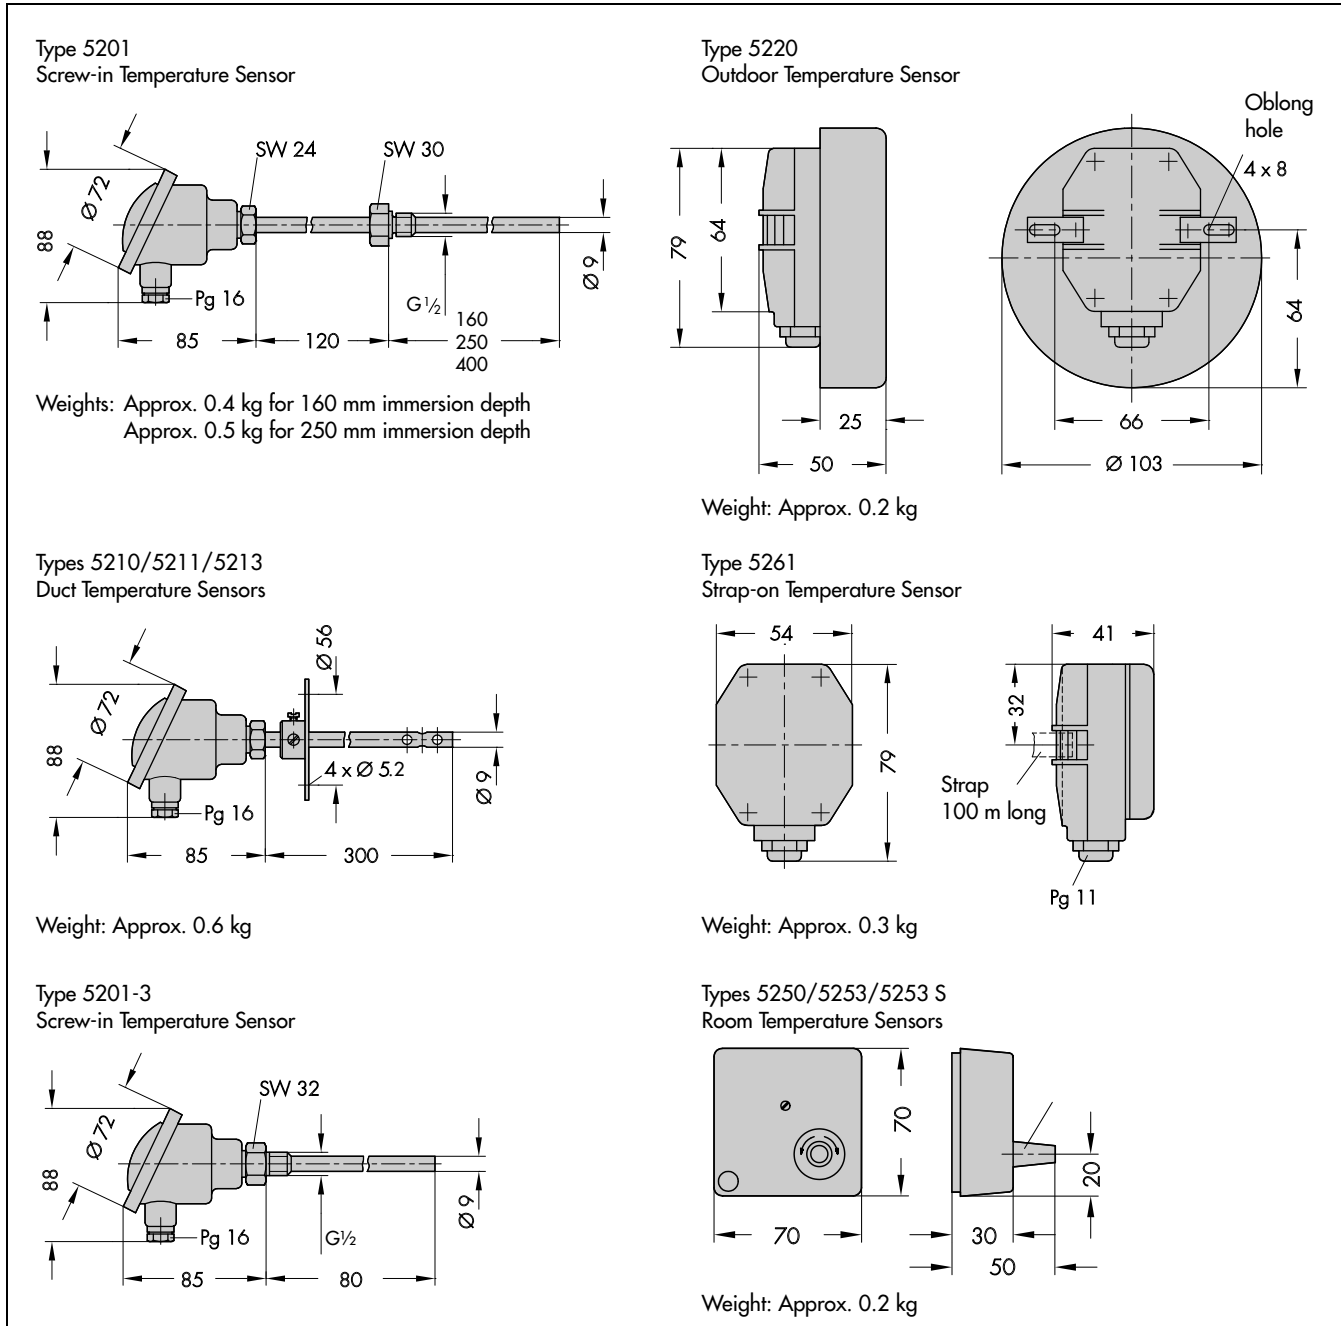 Type 5201
Screw-in Temperature Sensor
SW 24
SW 30
Ø 72
88
Pg 16
G ½
Ø 9
85
120
160
250
400
Weights: Approx. 0.4 kg for 160 mm immersion depth
Approx. 0.5 kg for 250 mm immersion depth
Type 5220
Outdoor Temperature Sensor
Oblong
hole
4 x 8
79
64
64
25
50
66
Ø 103
Weight: Approx. 0.2 kg
Types 5210/5211/5213
Duct Temperature Sensors
Ø 56
Ø 72
88
4 x Ø 5.2
Ø 9
Pg 16
85
300
Weight: Approx. 0.6 kg
Type 5261
Strap-on Temperature Sensor
54
41
32
79
Strap
100 m long
Pg 11
Weight: Approx. 0.3 kg
Type 5201-3
Screw-in Temperature Sensor
SW 32
Ø 72
88
Ø 9
Pg 16
G½
85
80
Types 5250/5253/5253 S
Room Temperature Sensors
70
20
70
30
50
Weight: Approx. 0.2 kg